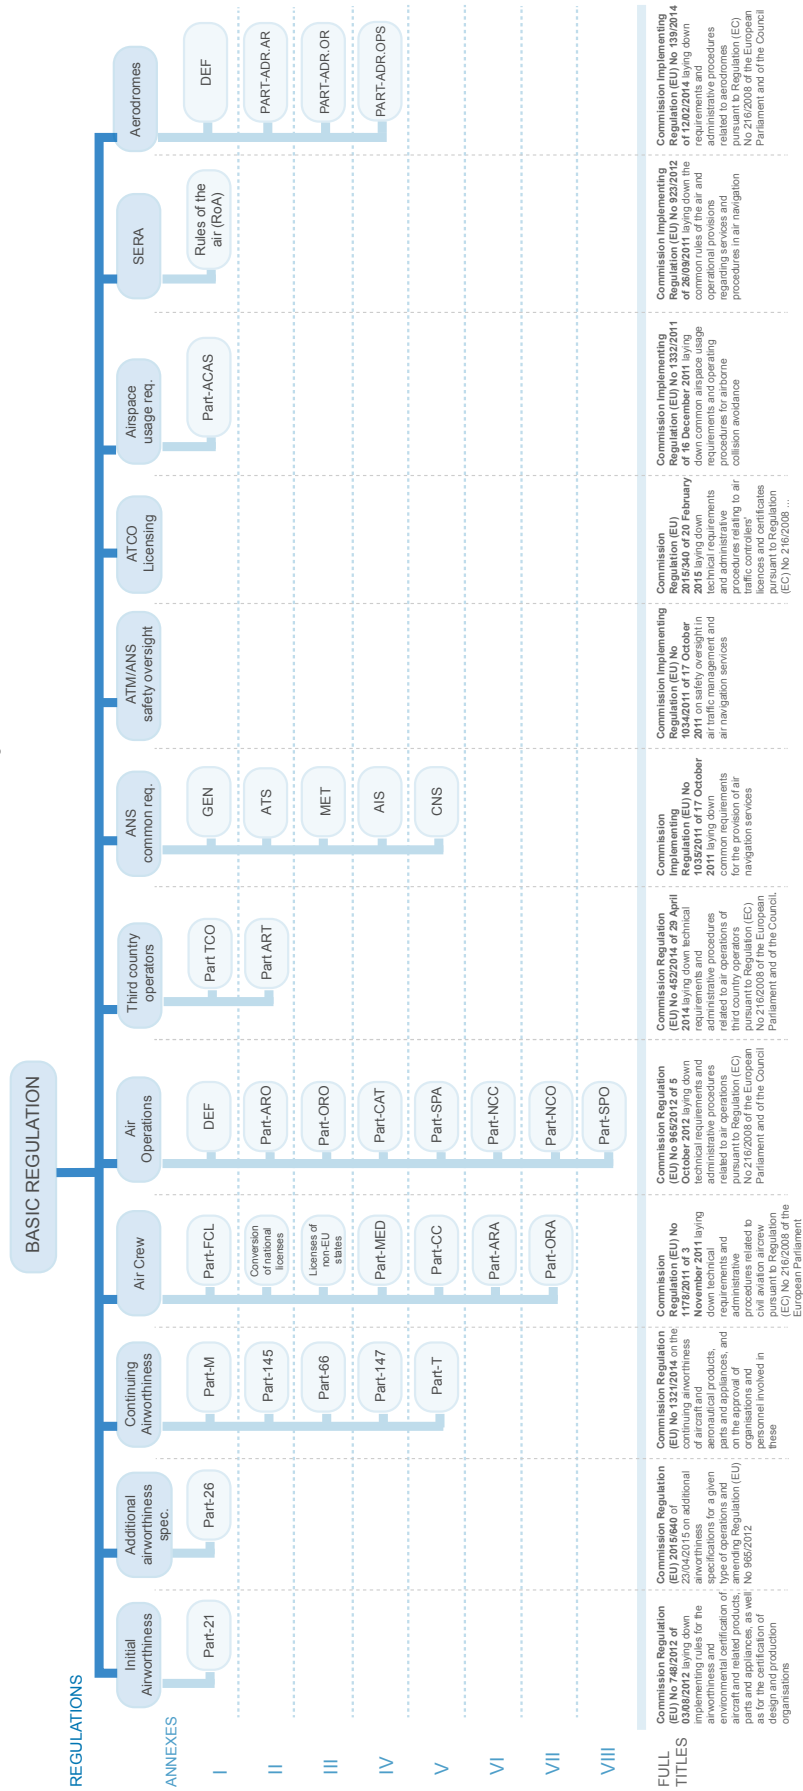 BASIC REGULATION
REGULATIONS
Initial
Airworthiness
Additional
airworthiness
spec.
Continuing
Airworthiness
Air Crew
Air
Operations
Third country
operators
ANS
common req.
ATM/ANS
safety oversight
ATCO
Licensing
Airspace
usage req.
SERA
Aerodromes
ANNEXES
I
Part-21
Part-26
Part-M
Part-FCL
DEF
Part TCO
GEN
Part-ACAS
Rules of the
air (RoA)
DEF
II
Part-145
Conversion
of national
licenses
Part-ARO
Part ART
ATS
PART-ADR.AR
III
Part-66
Licenses of
non-EU
states
Part-ORO
MET
PART-ADR.OR
IV
Part-147
Part-MED
Part-CAT
AIS
PART-ADR.OPS
V
Part-T
Part-CC
Part-SPA
CNS
VI
Part-ARA
Part-NCC
VII
Part-ORA
Part-NCO
VIII
Part-SPO
FULL
TITLES
Commission Regulation
(EU) No 748/2012 of
03/08/2012 laying down
implementing rules for the
airworthiness and
environmental certification of
aircraft and related products,
parts and appliances, as well
as for the certification of
design and production
organisations
Commission Regulation
(EU) 2015/640 of
23/04/2015 on additional
airworthiness
specifications for a given
type of operations and
amending Regulation (EU)
No 965/2012
Commission Regulation
(EU) No 1321/2014 on the
continuing airworthiness
of aircraft and
aeronautical products,
parts and appliances, and
on the approval of
organisations and
personnel involved in
these
Commission
Regulation (EU) No
1178/2011 of 3
November 2011 laying
down technical
requirements and
administrative
procedures related to
civil aviation aircrew
pursuant to Regulation
(EC) No 216/2008 of the
European Parliament
Commission Regulation
(EU) No 965/2012 of 5
October 2012 laying down
technical requirements and
administrative procedures
related to air operations
pursuant to Regulation (EC)
No 216/2008 of the European
Parliament and of the Council
Commission Regulation
(EU) No 452/2014 of 29 April
2014 laying down technical
requirements and
administrative procedures
related to air operations of
third country operators
pursuant to Regulation (EC)
No 216/2008 of the European
Parliament and of the Council.
Commission
Implementing
Regulation (EU) No
1035/2011 of 17 October
2011 laying down
common requirements
for the provision of air
navigation services
Commission Implementing
Regulation (EU) No
1034/2011 of 17 October
2011 on safety oversight in
air traffic management and
air navigation services
Commission
Regulation (EU)
2015/340 of 20 February
2015 laying down
technical requirements
and administrative
procedures relating to air
traffic controllers'
licences and certificates
pursuant to Regulation
(EC) No 216/2008 ...
Commission Implementing
Regulation (EU) No 1332/2011
of 16 December 2011 laying
down common airspace usage
requirements and operating
procedures for airborne
collision avoidance
Commission Implementing
Regulation (EU) No 923/2012
of 26/09/2011 laying down the
common rules of the air and
operational provisions
regarding services and
procedures in air navigation
Commission Implementing
Regulation (EU) No 139/2014
of 12/02/2014 laying down
requirements and
administrative procedures
related to aerodromes
pursuant to Regulation (EC)
No 216/2008 of the European
Parliament and of the Council